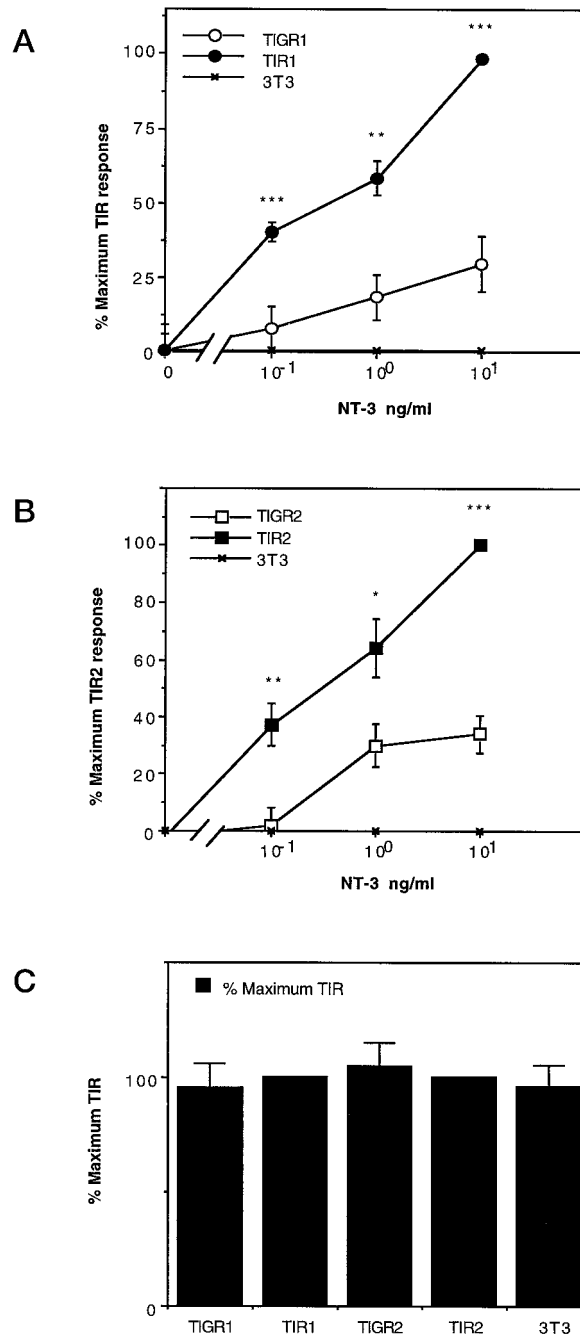 A
TIGR1
TIR1
3T3
% Maximum TIR response
100
75
50
25
0
***
**
***
0 10⁻¹ 10⁰ 10¹
NT-3 ng/ml
B
TIGR2
TIR2
3T3
% Maximum TIR2 response
100
80
60
40
20
0
**
*
***
10⁻¹ 10⁰ 10¹
NT-3 ng/ml
C
% Maximum TIR
% Maximum TIR
100
0
TIGR1 TIR1 TIGR2 TIR2 3T3